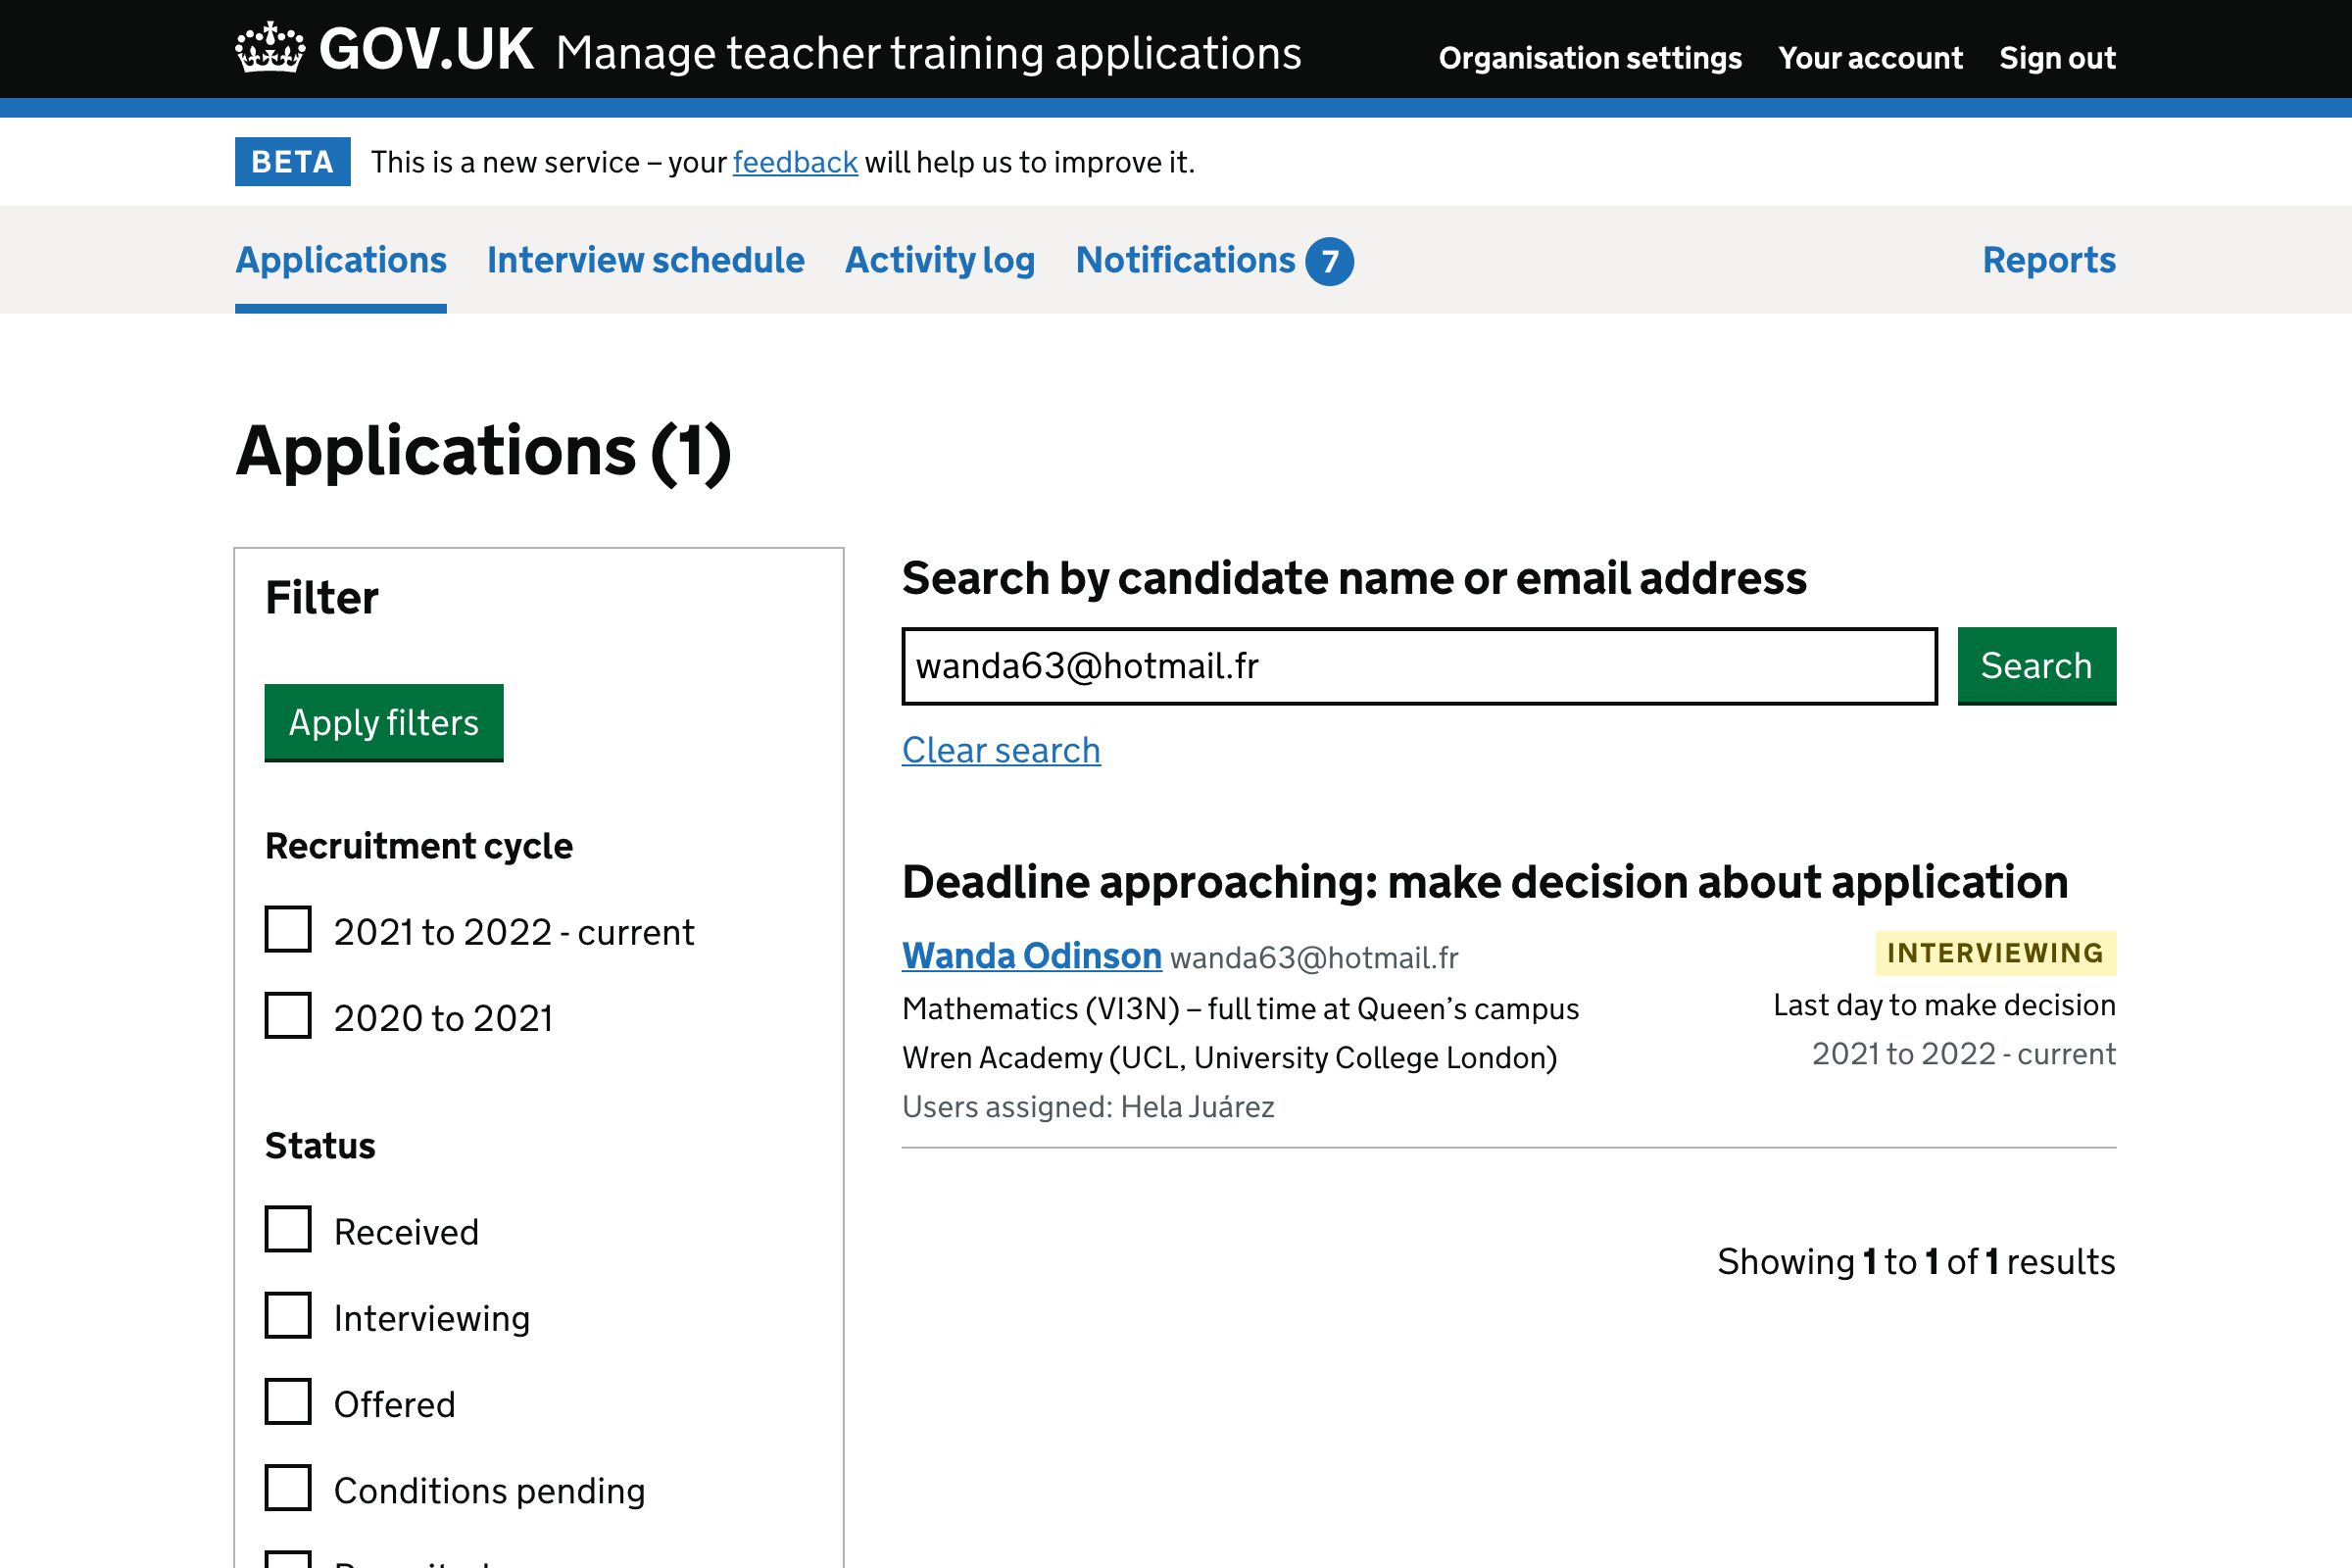 GOV.UK Manage teacher training applications Organisation settings Your account Sign out
BETA This is a new service – your feedback will help us to improve it.
Applications Interview schedule Activity log Notifications 7 Reports
Applications (1)
Filter
Apply filters
Recruitment cycle
2021 to 2022 - current
2020 to 2021
Status
Received
Interviewing
Offered
Conditions pending
Search by candidate name or email address
wanda63@hotmail.fr Search
Clear search
Deadline approaching: make decision about application
Wanda Odinson wanda63@hotmail.fr INTERVIEWING
Mathematics (VI3N) – full time at Queen’s campus Last day to make decision
Wren Academy (UCL, University College London) 2021 to 2022 - current
Users assigned: Hela Juárez
Showing 1 to 1 of 1 results